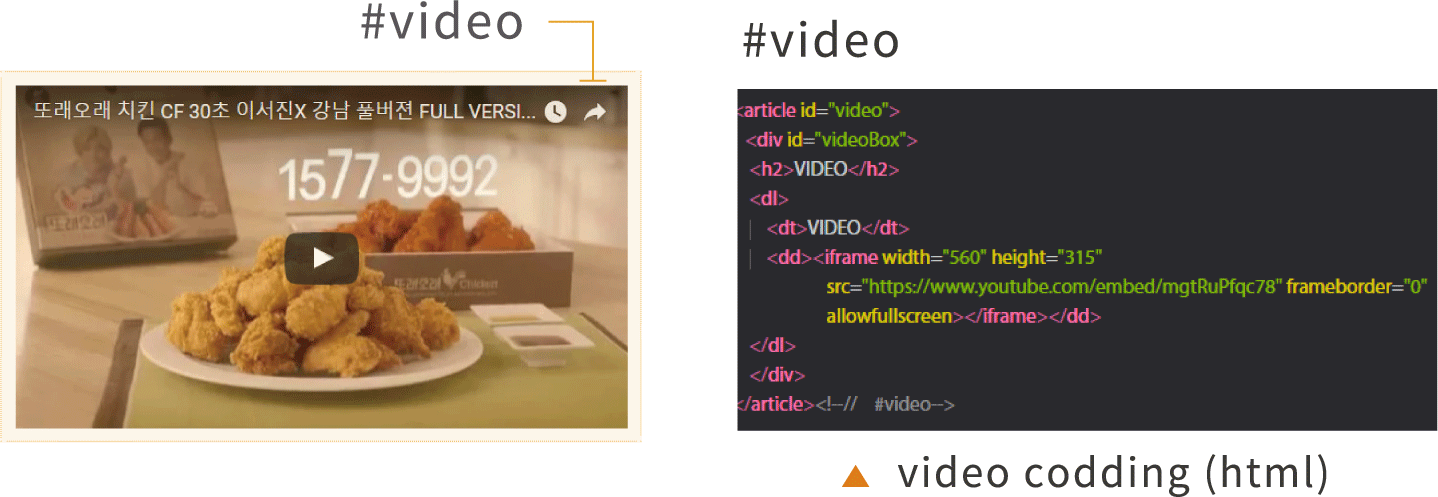 #video
또래오래 치킨 CF 30초 이서진X 강남 풀버젼 FULL VERSI...
1577-9992
또래오래
또래오래 Chicken
#video
<article id="video">
<div id="videoBox">
<h2>VIDEO</h2>
<dl>
<dt>VIDEO</dt>
<dd><iframe width="560" height="315"
src="https://www.youtube.com/embed/mgtRuPfqc78" frameborder="0"
allowfullscreen></iframe></dd>
</dl>
</div>
</article><!--// #video-->
▲ video codding (html)